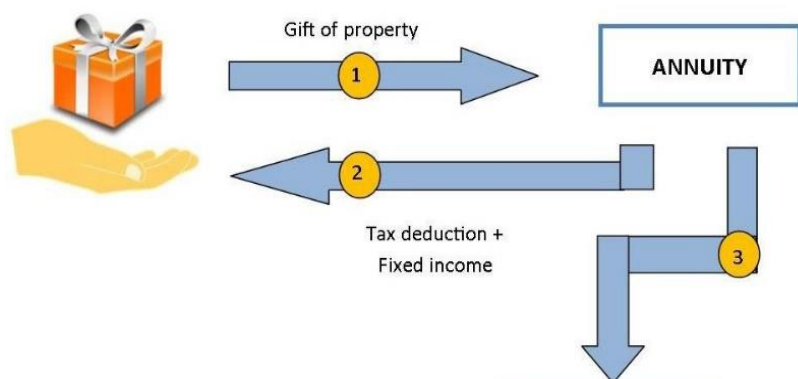 Gift of property
1
ANNUITY
2
Tax deduction +
Fixed income
3